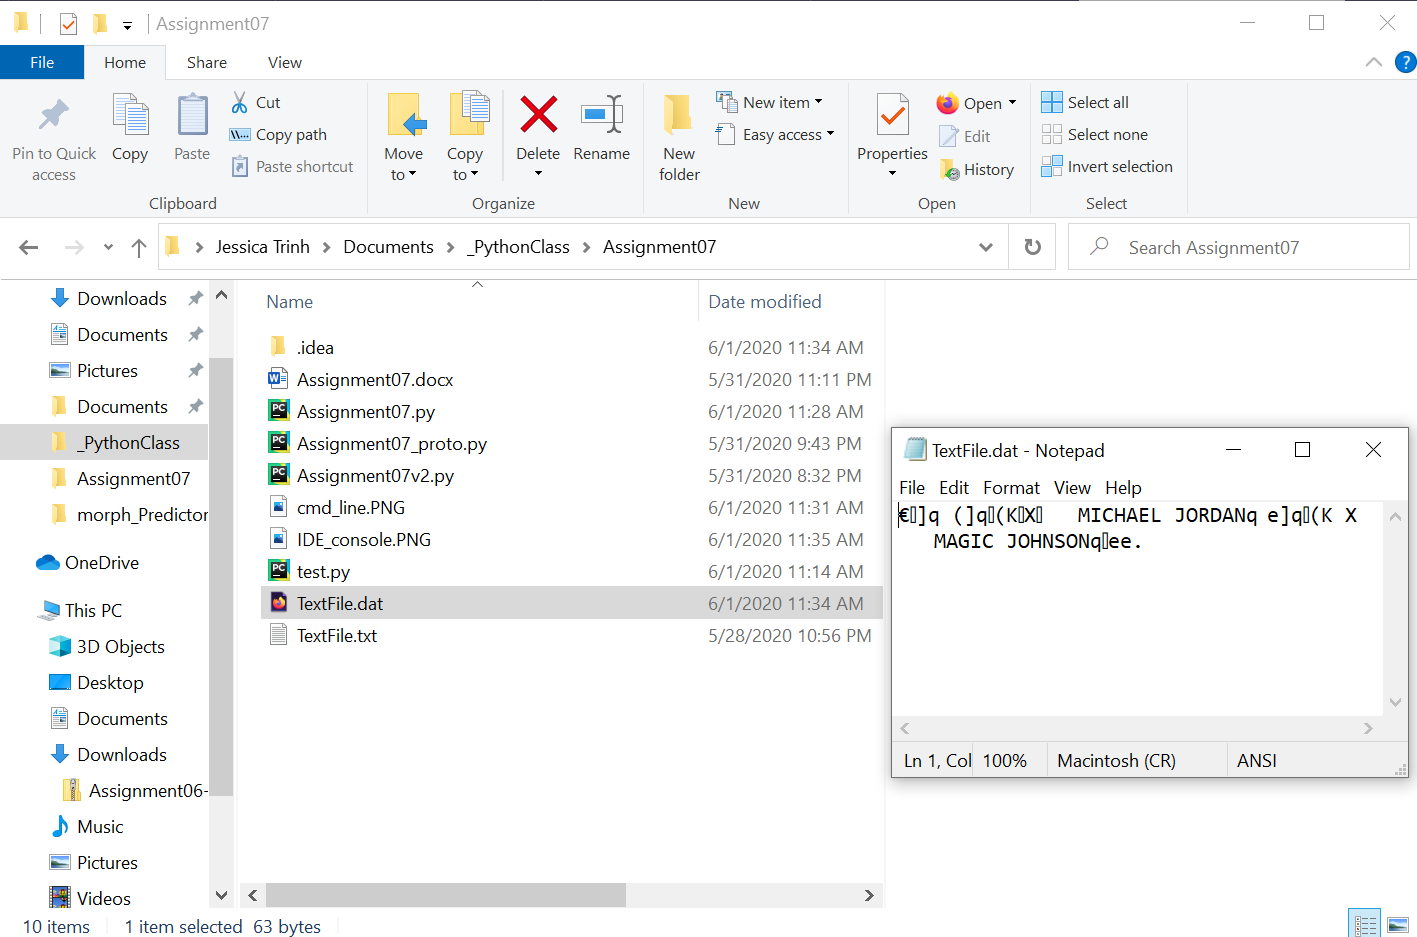 Assignment07
File Home Share View
Pin to Quick access
Copy
Paste
Cut
Copy path
Paste shortcut
Clipboard
Move to
Copy to
Delete
Rename
Organize
New folder
New item
Easy access
New
Properties
Open
Edit
History
Open
Select all
Select none
Invert selection
Select
Jessica Trinh > Documents > _PythonClass > Assignment07
Search Assignment07
Downloads
Documents
Pictures
Documents
_PythonClass
Assignment07
morph_Predictor
OneDrive
This PC
3D Objects
Desktop
Documents
Downloads
Assignment06-
Music
Pictures
Videos
Name Date modified
.idea 6/1/2020 11:34 AM
Assignment07.docx 5/31/2020 11:11 PM
Assignment07.py 6/1/2020 11:28 AM
Assignment07_proto.py 5/31/2020 9:43 PM
Assignment07v2.py 5/31/2020 8:32 PM
cmd_line.PNG 6/1/2020 11:31 AM
IDE_console.PNG 6/1/2020 11:35 AM
test.py 6/1/2020 11:14 AM
TextFile.dat 6/1/2020 11:34 AM
TextFile.txt 5/28/2020 10:56 PM
TextFile.dat - Notepad
File Edit Format View Help
€▯]q (]q▯(K▯X▯   MICHAEL JORDANq e]q▯(K X
MAGIC JOHNSONq▯ee.
Ln 1, Col 100% Macintosh (CR) ANSI
10 items 1 item selected 63 bytes